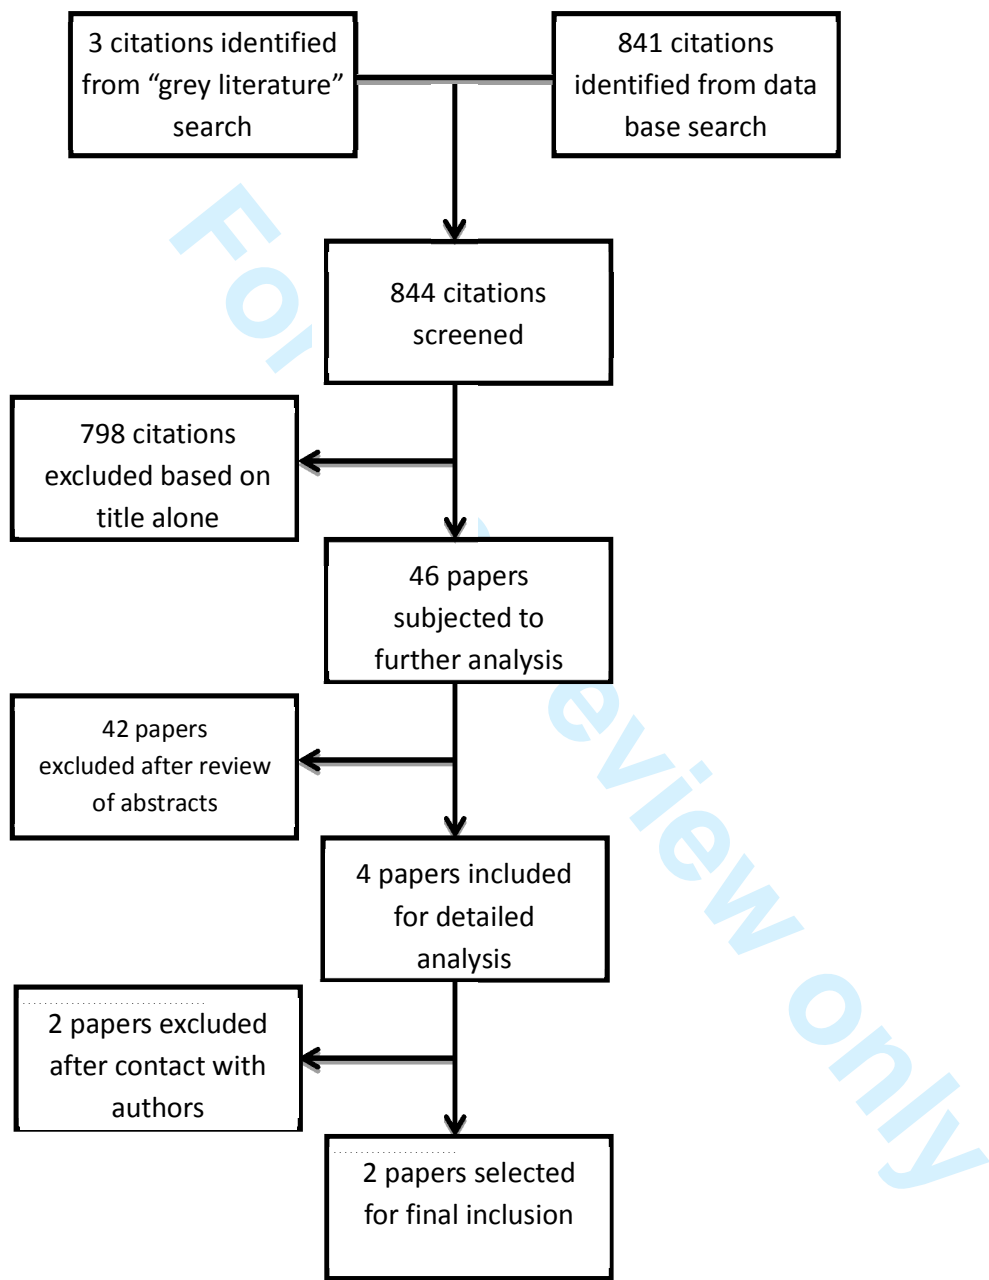 3 citations identified
from “grey literature”
search
841 citations
identified from data
base search
844 citations
screened
798 citations
excluded based on
title alone
46 papers
subjected to
further analysis
42 papers
excluded after review
of abstracts
4 papers included
for detailed
analysis
2 papers excluded
after contact with
authors
2 papers selected
for final inclusion
For
eview only